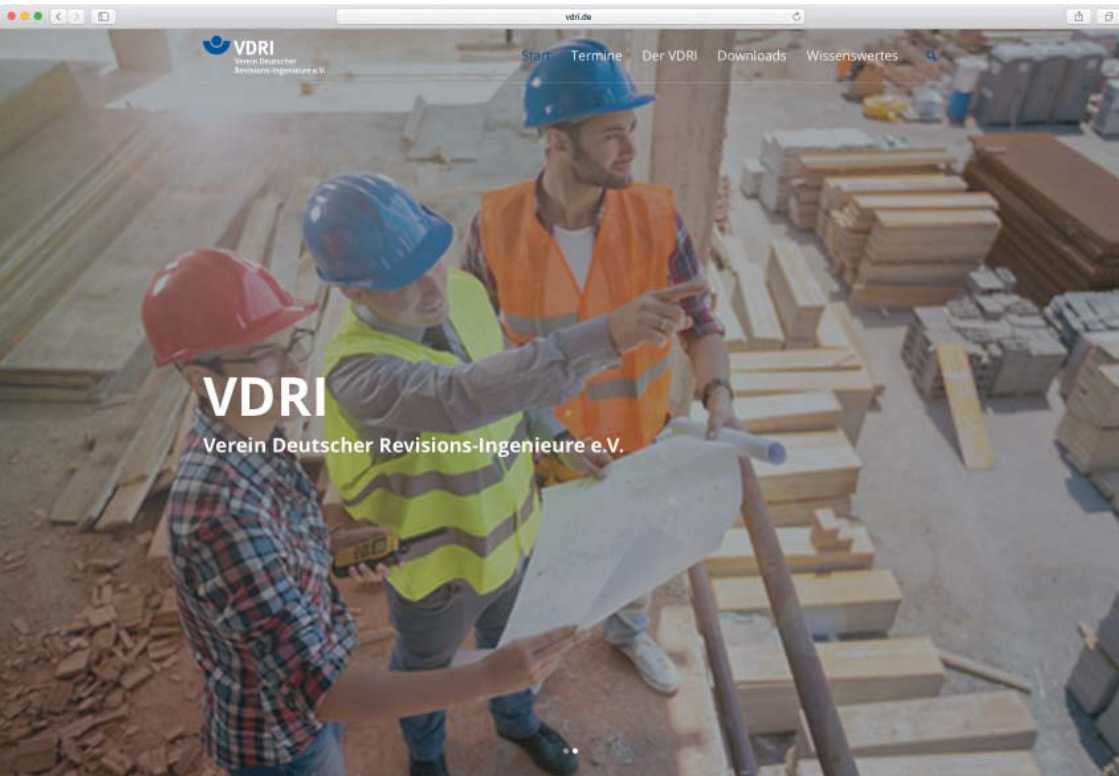 vdri.de
VDRI
Verein Deutscher
Revisions-Ingenieure e.V.
Start Termine Der VDRI Downloads Wissenswertes
VDRI
Verein Deutscher Revisions-Ingenieure e.V.